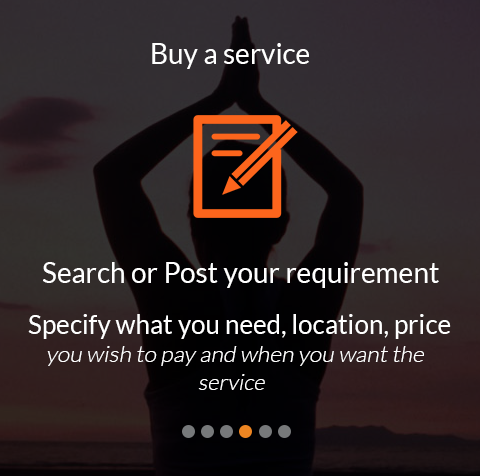 Buy a service
Search or Post your requirement
Specify what you need, location, price
you wish to pay and when you want the
service